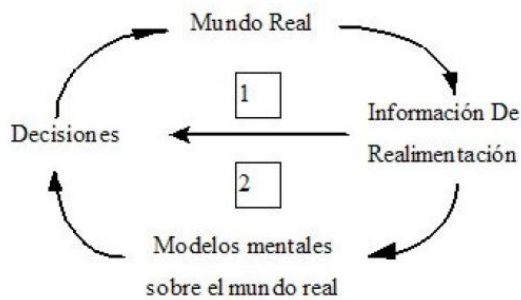 Mundo Real
1
Decisiones
Información De
Realimentación
2
Modelos mentales
sobre el mundo real